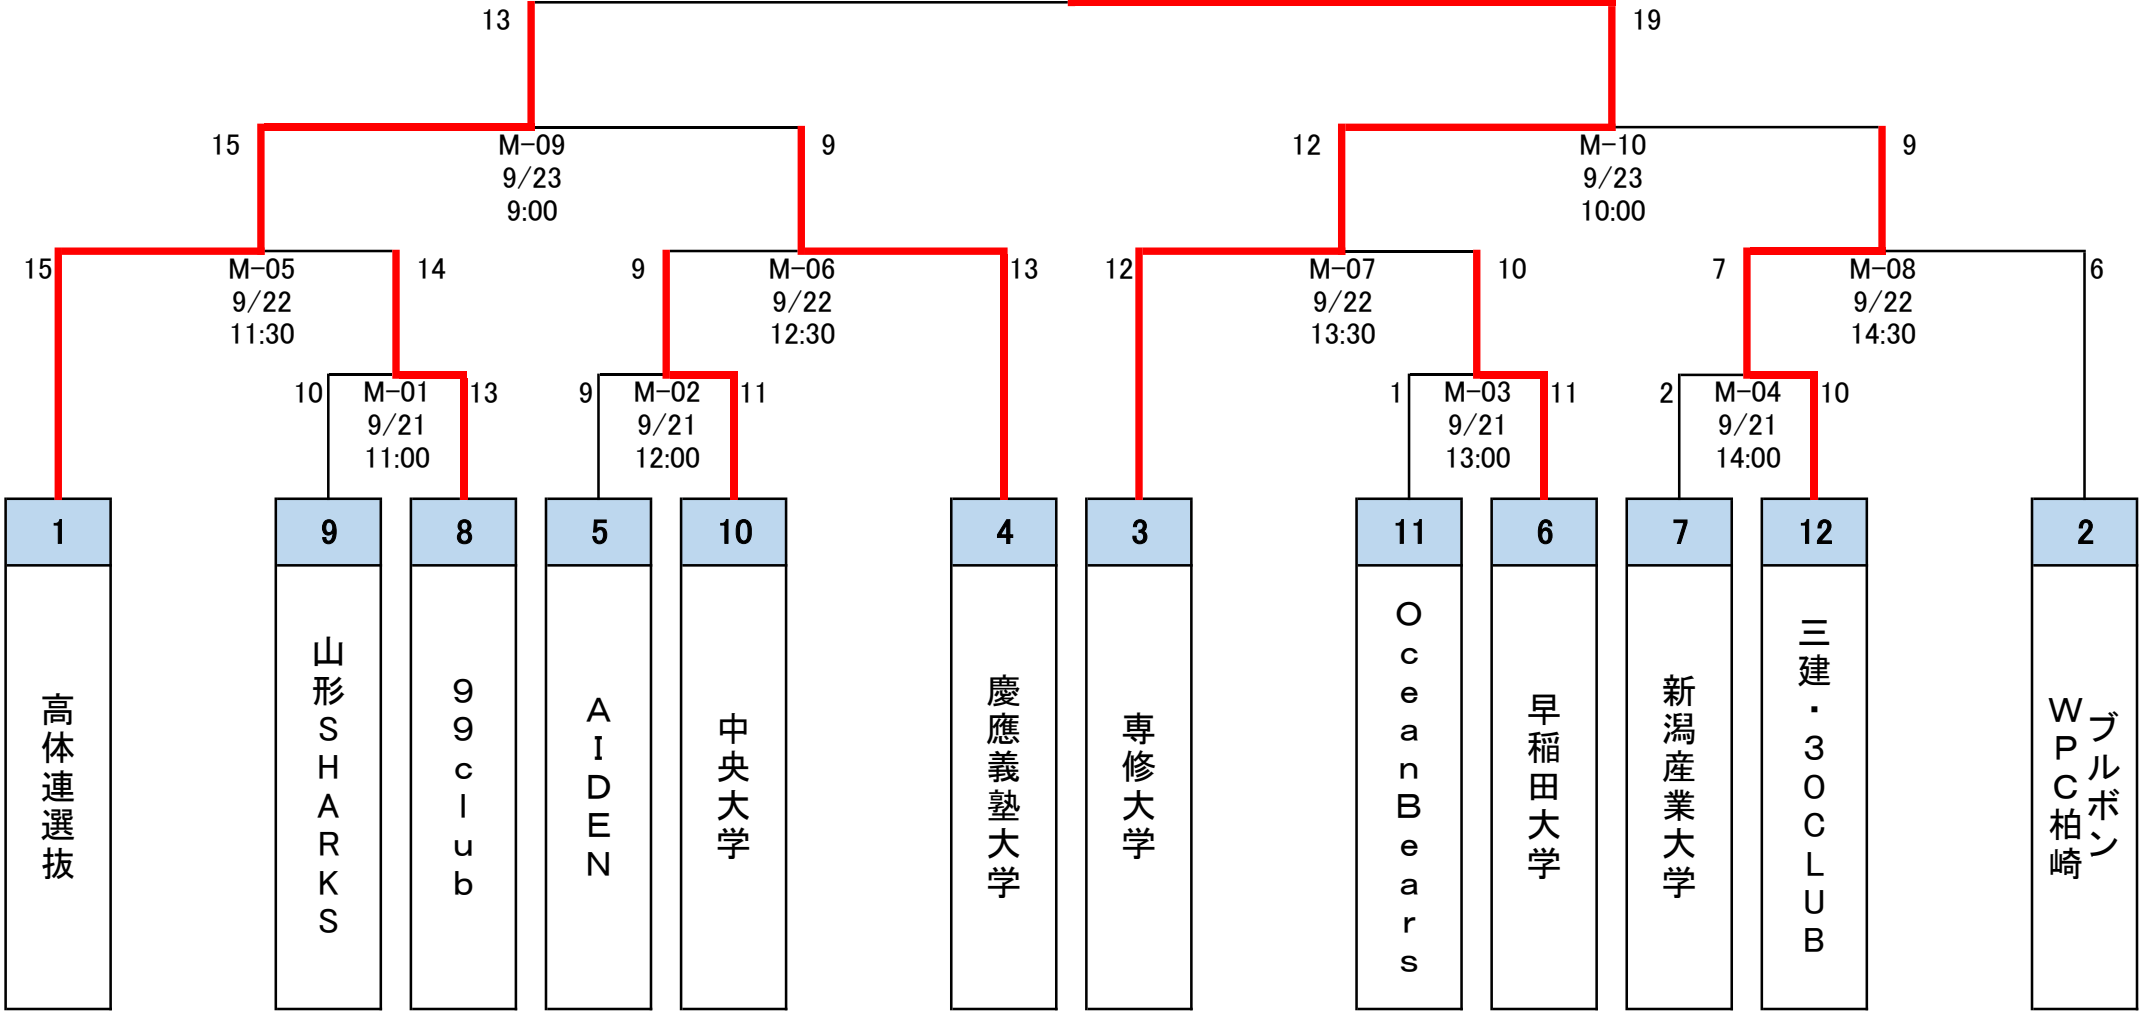 13 19
15 M-09 9 12 M-10 9
9/23 9/23
9:00 10:00
15 M-05 14 9 M-06 13 12 M-07 10 7 M-08 6
9/22 9/22 9/22 9/22
11:30 12:30 13:30 14:30
10 M-01 13 9 M-02 11 1 M-03 11 2 M-04 10
9/21 9/21 9/21 9/21
11:00 12:00 13:00 14:00
1 9 8 5 10 4 3 11 6 7 12 2
高体連選抜
山形SHARKS
99club
AIDEN
中央大学
慶應義塾大学
専修大学
OceanBears
早稲田大学
新潟産業大学
三建・30CLUB
ブルボン
WPC柏崎